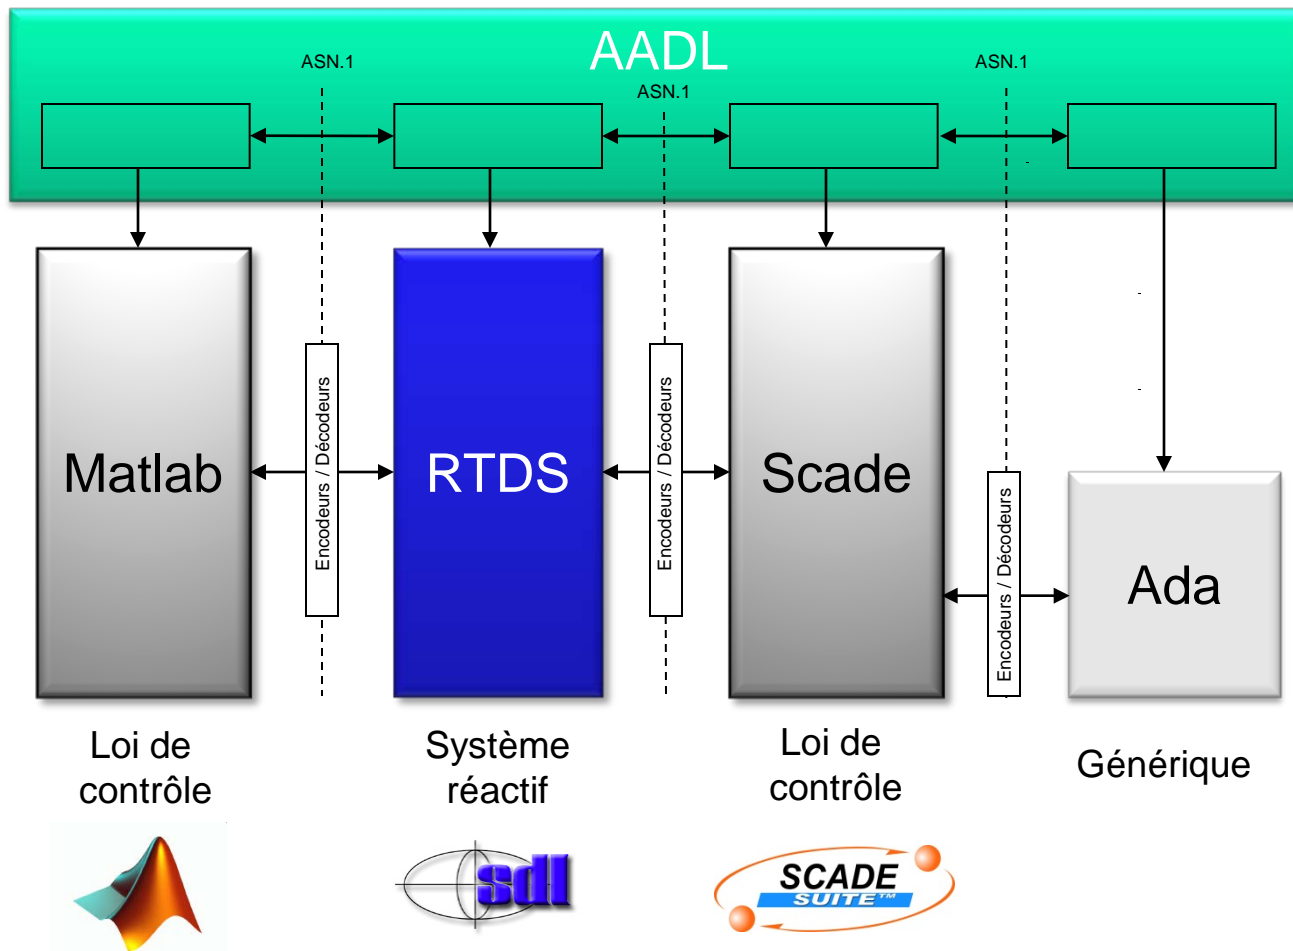 AADL
ASN.1
ASN.1
ASN.1
Matlab
Encodeurs / Décodeurs
RTDS
Encodeurs / Décodeurs
Scade
Encodeurs / Décodeurs
Ada
Loi de
contrôle
Système
réactif
Loi de
contrôle
Générique
sdl
SCADE
SUITE™